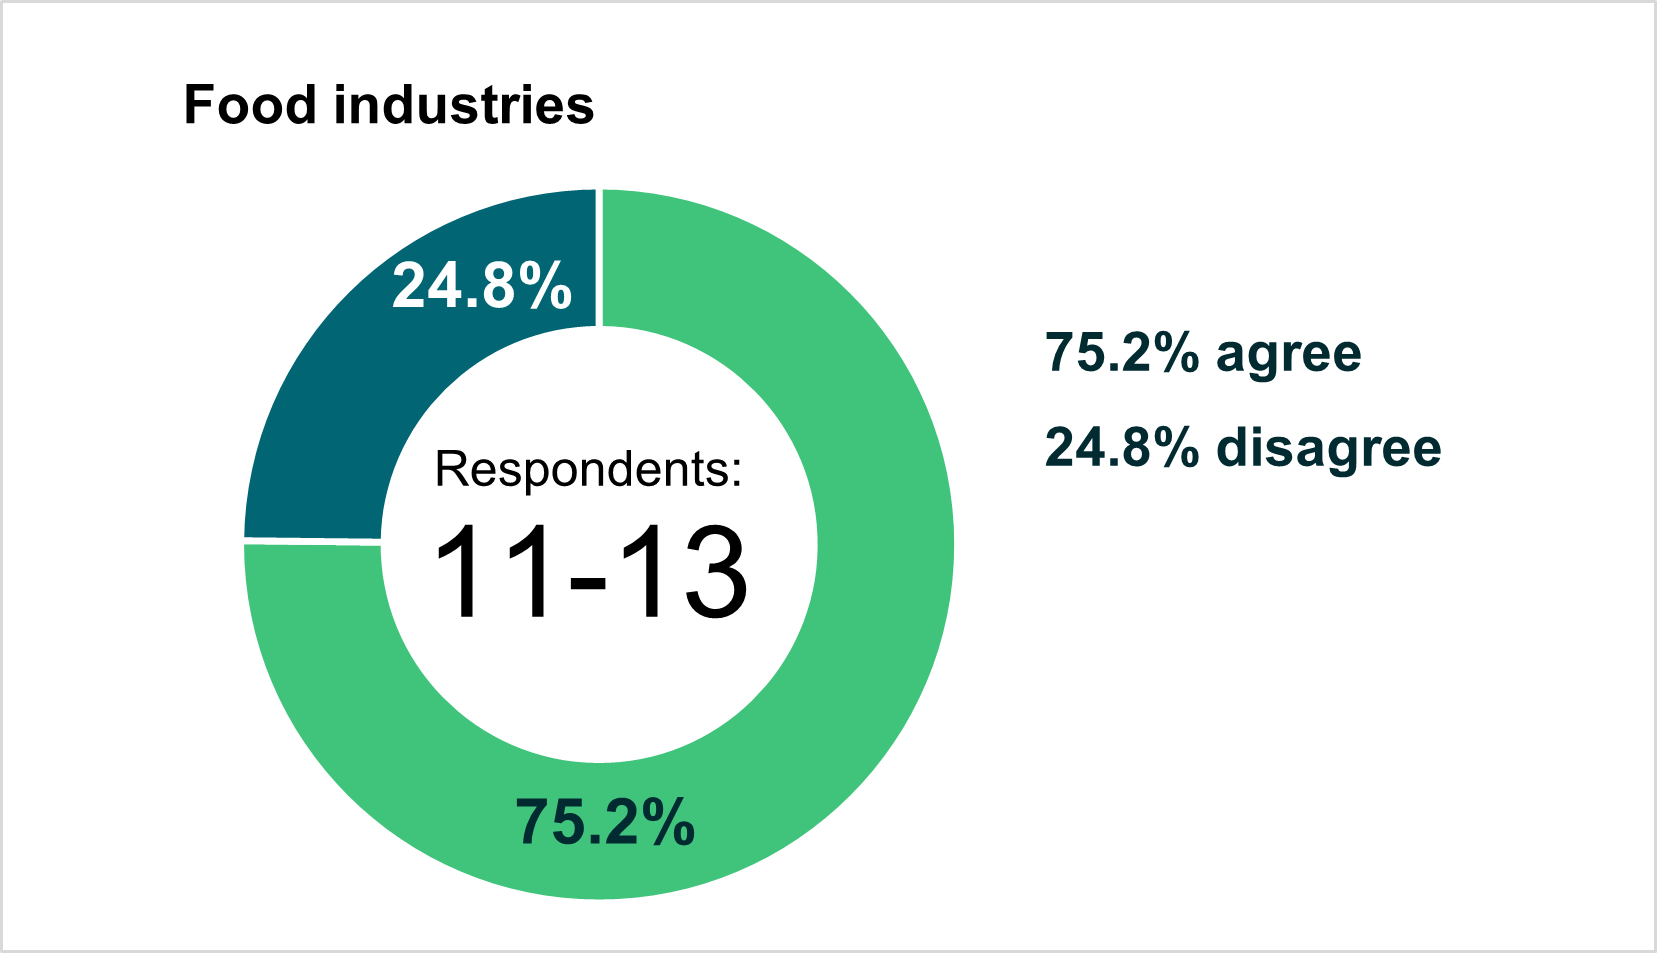 Food industries
24.8%
Respondents:
11-13
75.2%
75.2% agree
24.8% disagree